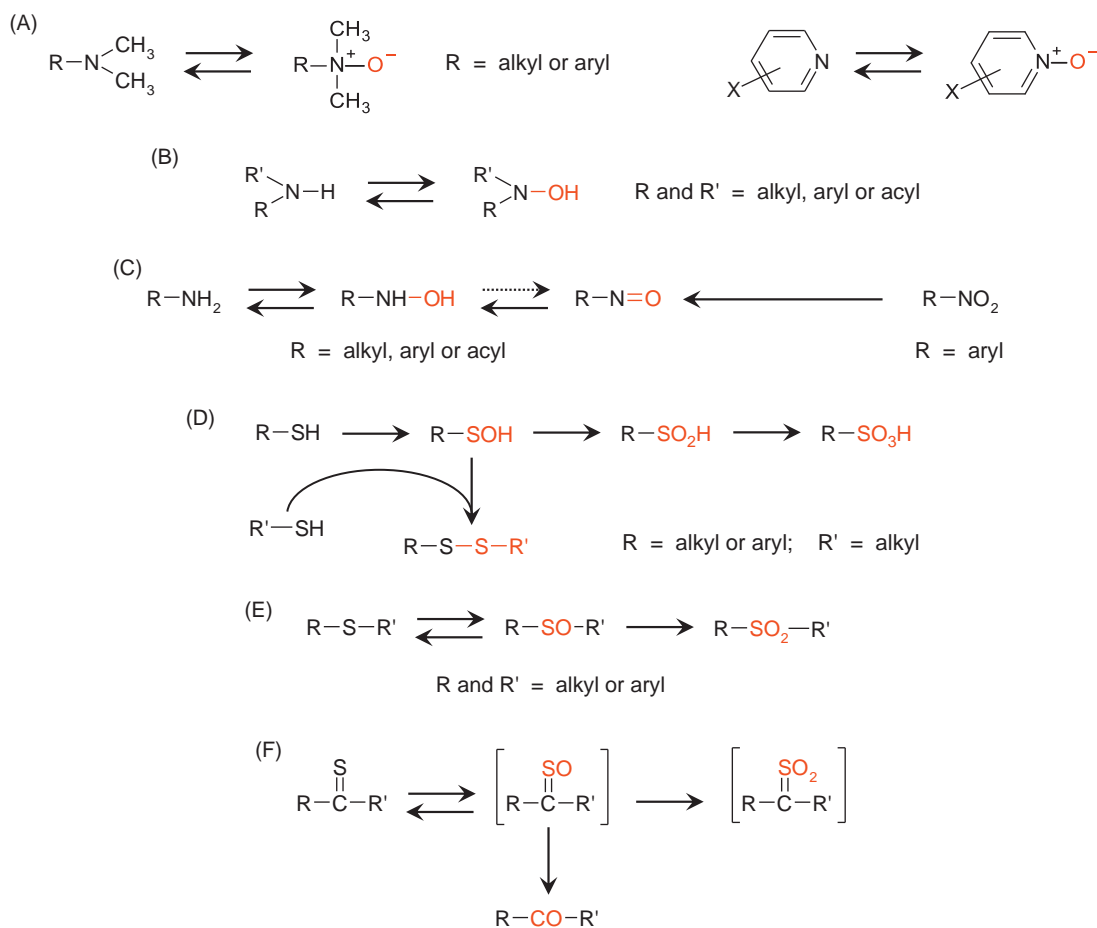 (A)
R–N CH₃ CH₃
CH₃ R–N⁺–O⁻ CH₃
R = alkyl or aryl
X N
X N⁺–O⁻
(B)
R' R N–H
R' R N–OH
R and R' = alkyl, aryl or acyl
(C)
R–NH₂ R–NH–OH R–N=O R–NO₂
R = alkyl, aryl or acyl R = aryl
(D)
R–SH R–SOH R–SO₂H R–SO₃H
R'–SH R–S–S–R' R = alkyl or aryl; R' = alkyl
(E)
R–S–R' R–SO–R' R–SO₂–R'
R and R' = alkyl or aryl
(F)
S SO SO₂
R–C–R' R–C–R' R–C–R'
R–CO–R'